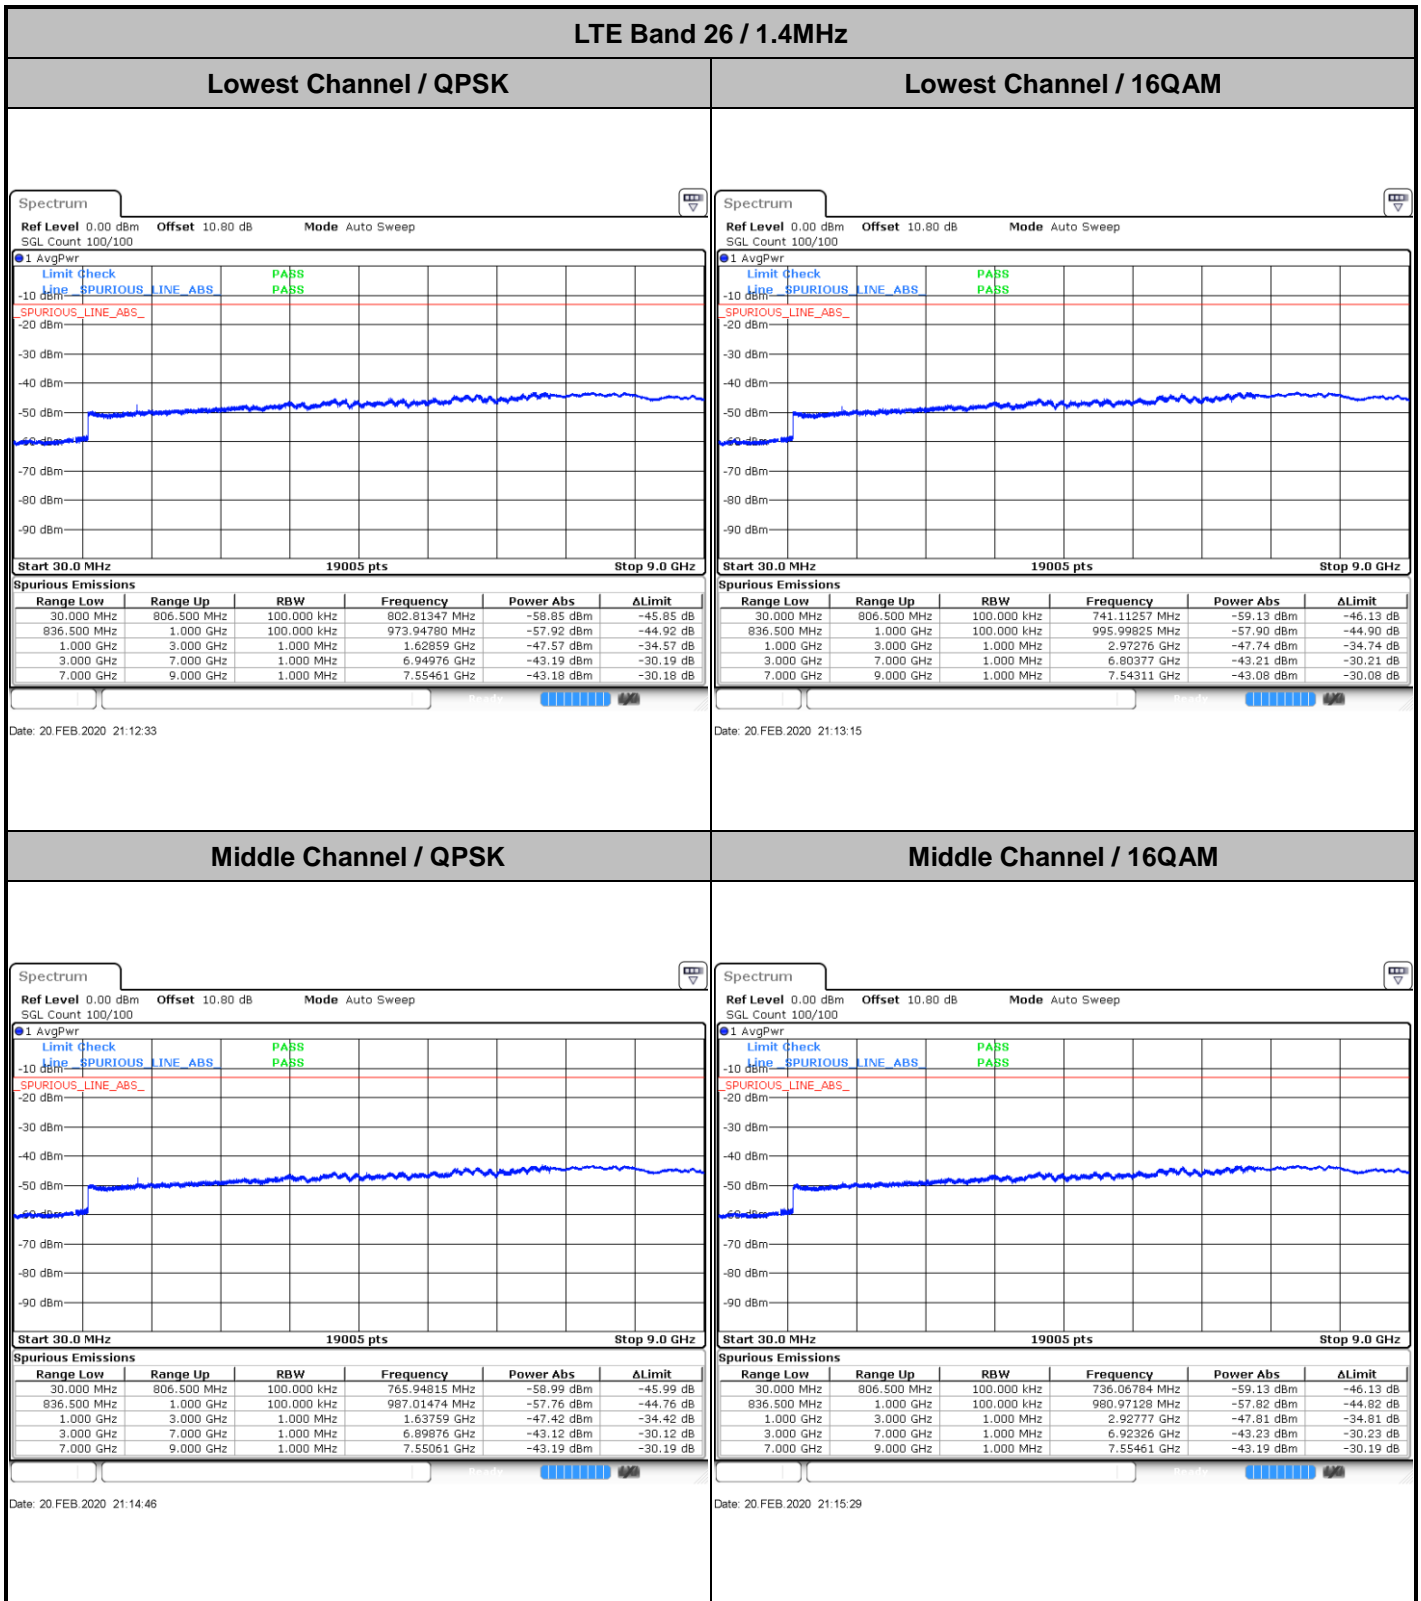 LTE Band 26 / 1.4MHz
Lowest Channel / QPSK
Lowest Channel / 16QAM
Spectrum
Ref Level 0.00 dBm Offset 10.80 dB Mode Auto Sweep
SGL Count 100/100
1 AvgPwr
Limit Check PASS
Line _SPURIOUS_LINE_ABS_ PASS
-10 dBm
_SPURIOUS_LINE_ABS_
-20 dBm
-30 dBm
-40 dBm
-50 dBm
-60 dBm
-70 dBm
-80 dBm
-90 dBm
Start 30.0 MHz 19005 pts Stop 9.0 GHz
Spurious Emissions
Range Low Range Up RBW Frequency Power Abs ΔLimit
30.000 MHz 806.500 MHz 100.000 kHz 802.81347 MHz -58.85 dBm -45.85 dB
836.500 MHz 1.000 GHz 100.000 kHz 973.94780 MHz -57.92 dBm -44.92 dB
1.000 GHz 3.000 GHz 1.000 MHz 1.62859 GHz -47.57 dBm -34.57 dB
3.000 GHz 7.000 GHz 1.000 MHz 6.94976 GHz -43.19 dBm -30.19 dB
7.000 GHz 9.000 GHz 1.000 MHz 7.55461 GHz -43.18 dBm -30.18 dB
Ready
Date: 20.FEB.2020 21:12:33
Spectrum
Ref Level 0.00 dBm Offset 10.80 dB Mode Auto Sweep
SGL Count 100/100
1 AvgPwr
Limit Check PASS
Line _SPURIOUS_LINE_ABS_ PASS
-10 dBm
_SPURIOUS_LINE_ABS_
-20 dBm
-30 dBm
-40 dBm
-50 dBm
-60 dBm
-70 dBm
-80 dBm
-90 dBm
Start 30.0 MHz 19005 pts Stop 9.0 GHz
Spurious Emissions
Range Low Range Up RBW Frequency Power Abs ΔLimit
30.000 MHz 806.500 MHz 100.000 kHz 741.11257 MHz -59.13 dBm -46.13 dB
836.500 MHz 1.000 GHz 100.000 kHz 995.99825 MHz -57.90 dBm -44.90 dB
1.000 GHz 3.000 GHz 1.000 MHz 2.97276 GHz -47.74 dBm -34.74 dB
3.000 GHz 7.000 GHz 1.000 MHz 6.80377 GHz -43.21 dBm -30.21 dB
7.000 GHz 9.000 GHz 1.000 MHz 7.54311 GHz -43.08 dBm -30.08 dB
Ready
Date: 20.FEB.2020 21:13:15
Middle Channel / QPSK
Middle Channel / 16QAM
Spectrum
Ref Level 0.00 dBm Offset 10.80 dB Mode Auto Sweep
SGL Count 100/100
1 AvgPwr
Limit Check PASS
Line _SPURIOUS_LINE_ABS_ PASS
-10 dBm
_SPURIOUS_LINE_ABS_
-20 dBm
-30 dBm
-40 dBm
-50 dBm
-60 dBm
-70 dBm
-80 dBm
-90 dBm
Start 30.0 MHz 19005 pts Stop 9.0 GHz
Spurious Emissions
Range Low Range Up RBW Frequency Power Abs ΔLimit
30.000 MHz 806.500 MHz 100.000 kHz 765.94815 MHz -58.99 dBm -45.99 dB
836.500 MHz 1.000 GHz 100.000 kHz 987.01474 MHz -57.76 dBm -44.76 dB
1.000 GHz 3.000 GHz 1.000 MHz 1.63759 GHz -47.42 dBm -34.42 dB
3.000 GHz 7.000 GHz 1.000 MHz 6.89876 GHz -43.12 dBm -30.12 dB
7.000 GHz 9.000 GHz 1.000 MHz 7.55061 GHz -43.19 dBm -30.19 dB
Ready
Date: 20.FEB.2020 21:14:46
Spectrum
Ref Level 0.00 dBm Offset 10.80 dB Mode Auto Sweep
SGL Count 100/100
1 AvgPwr
Limit Check PASS
Line _SPURIOUS_LINE_ABS_ PASS
-10 dBm
_SPURIOUS_LINE_ABS_
-20 dBm
-30 dBm
-40 dBm
-50 dBm
-60 dBm
-70 dBm
-80 dBm
-90 dBm
Start 30.0 MHz 19005 pts Stop 9.0 GHz
Spurious Emissions
Range Low Range Up RBW Frequency Power Abs ΔLimit
30.000 MHz 806.500 MHz 100.000 kHz 736.06784 MHz -59.13 dBm -46.13 dB
836.500 MHz 1.000 GHz 100.000 kHz 980.97128 MHz -57.82 dBm -44.82 dB
1.000 GHz 3.000 GHz 1.000 MHz 2.92777 GHz -47.81 dBm -34.81 dB
3.000 GHz 7.000 GHz 1.000 MHz 6.92326 GHz -43.23 dBm -30.23 dB
7.000 GHz 9.000 GHz 1.000 MHz 7.55461 GHz -43.19 dBm -30.19 dB
Ready
Date: 20.FEB.2020 21:15:29